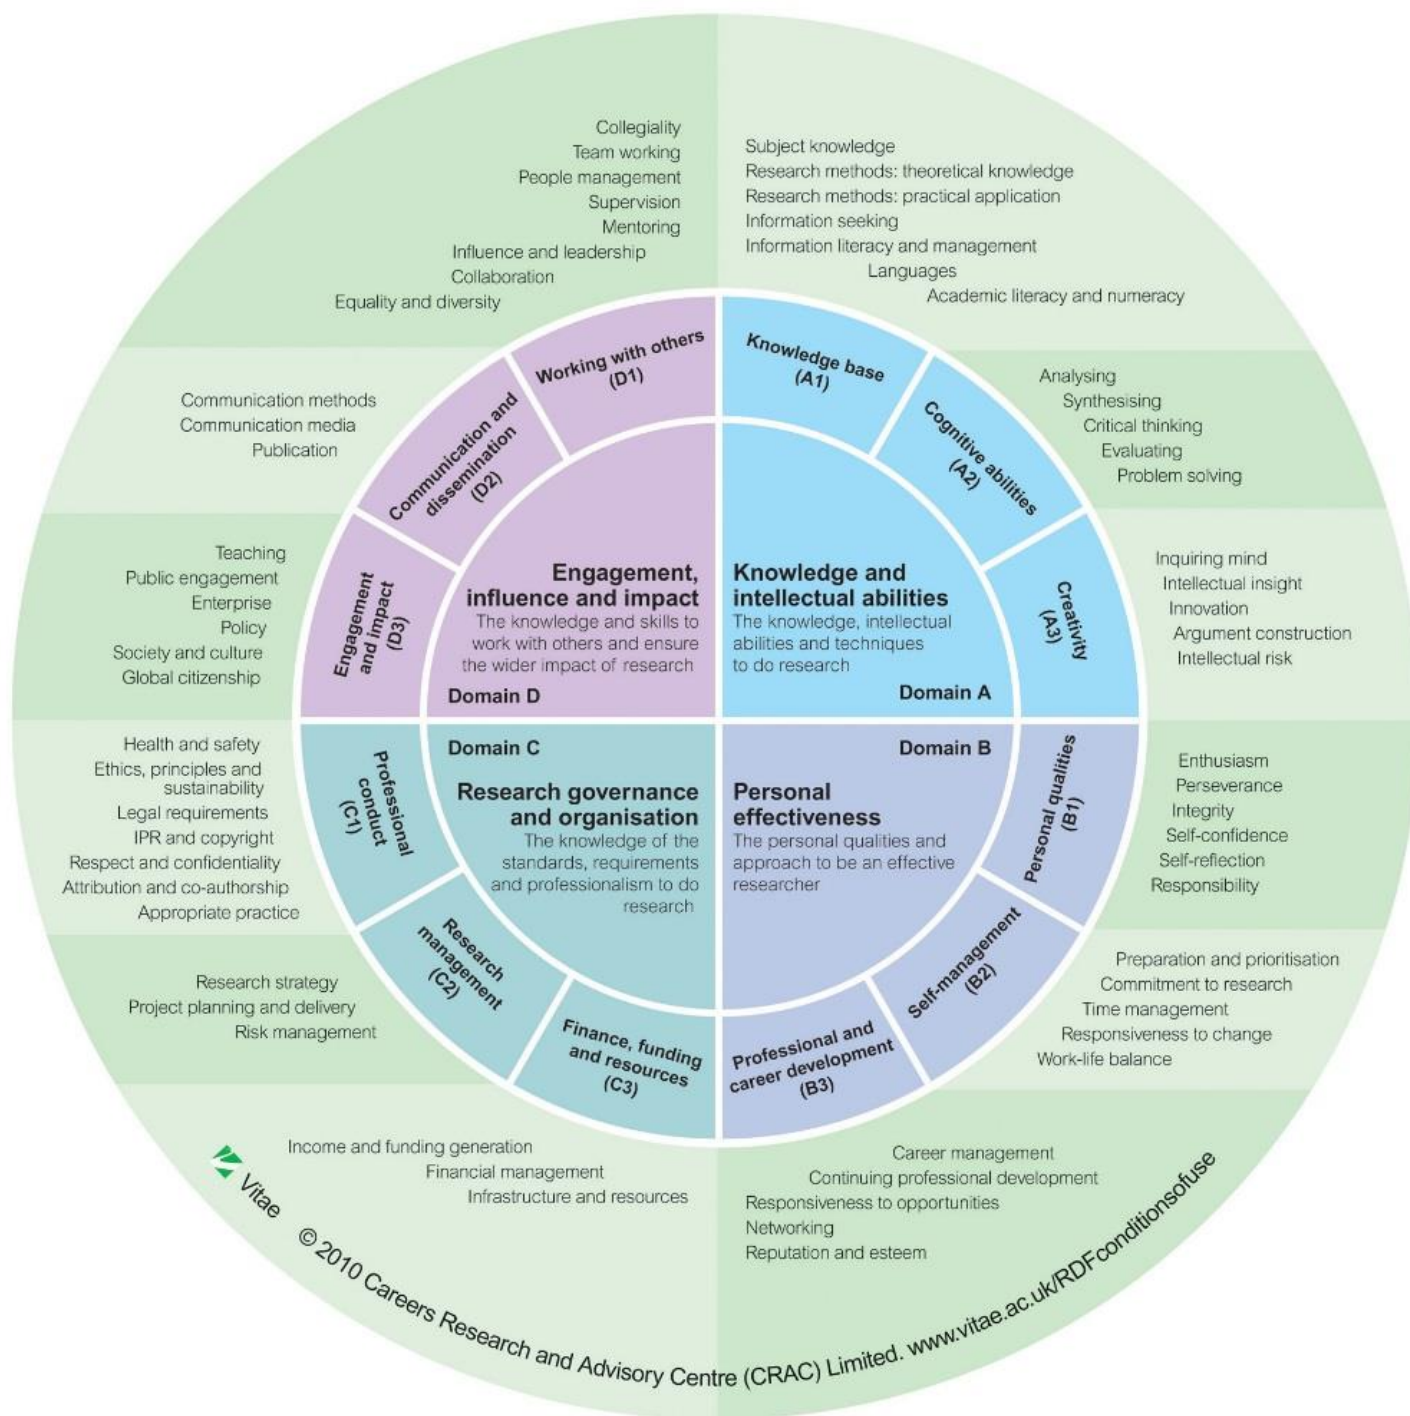 Collegiality
Team working
People management
Supervision
Mentoring
Influence and leadership
Collaboration
Equality and diversity
Subject knowledge
Research methods: theoretical knowledge
Research methods: practical application
Information seeking
Information literacy and management
Languages
Academic literacy and numeracy
Working with others
(D1)
Knowledge base
(A1)
Communication methods
Communication media
Publication
Communication and
dissemination
(D2)
Cognitive abilities
(A2)
Analysing
Synthesising
Critical thinking
Evaluating
Problem solving
Teaching
Public engagement
Enterprise
Policy
Society and culture
Global citizenship
Engagement
and impact
(D3)
Engagement,
influence and impact
The knowledge and skills to
work with others and ensure
the wider impact of research
Domain D
Knowledge and
intellectual abilities
The knowledge, intellectual
abilities and techniques
to do research
Domain A
Creativity
(A3)
Inquiring mind
Intellectual insight
Innovation
Argument construction
Intellectual risk
Health and safety
Ethics, principles and
sustainability
Legal requirements
IPR and copyright
Respect and confidentiality
Attribution and co-authorship
Appropriate practice
Professional
conduct
(C1)
Domain C
Research governance
and organisation
The knowledge of the
standards, requirements
and professionalism to do
research
Domain B
Personal
effectiveness
The personal qualities and
approach to be an effective
researcher
Personal qualities
(B1)
Enthusiasm
Perseverance
Integrity
Self-confidence
Self-reflection
Responsibility
Research strategy
Project planning and delivery
Risk management
Research
management
(C2)
Self-management
(B2)
Preparation and prioritisation
Commitment to research
Time management
Responsiveness to change
Work-life balance
Finance, funding
and resources
(C3)
Professional and
career development
(B3)
Income and funding generation
Financial management
Infrastructure and resources
Career management
Continuing professional development
Responsiveness to opportunities
Networking
Reputation and esteem
Vitae © 2010 Careers Research and Advisory Centre (CRAC) Limited. www.vitae.ac.uk/RDFconditionsofuse